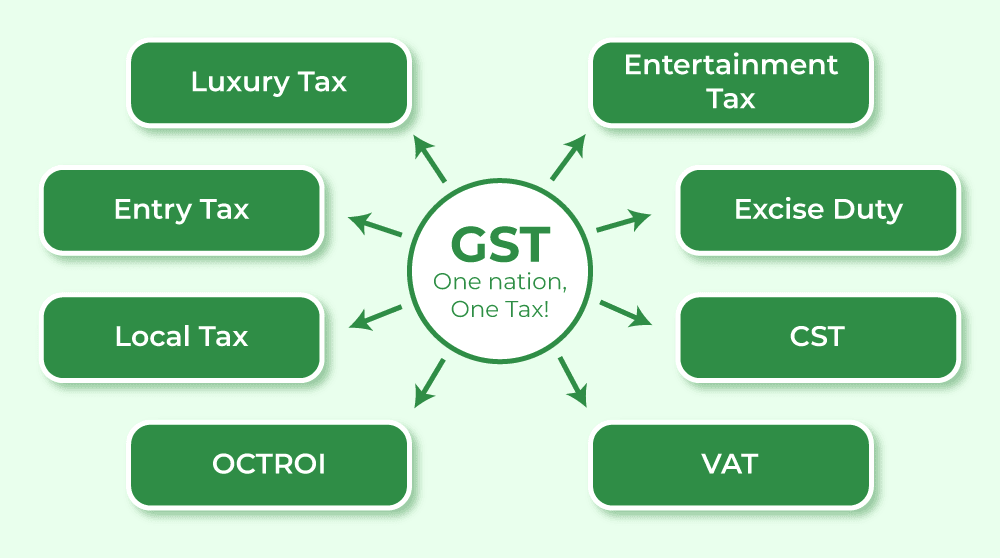 Luxury Tax
Entertainment
Tax
Entry Tax
Excise Duty
GST
One nation,
One Tax!
Local Tax
CST
OCTROI
VAT